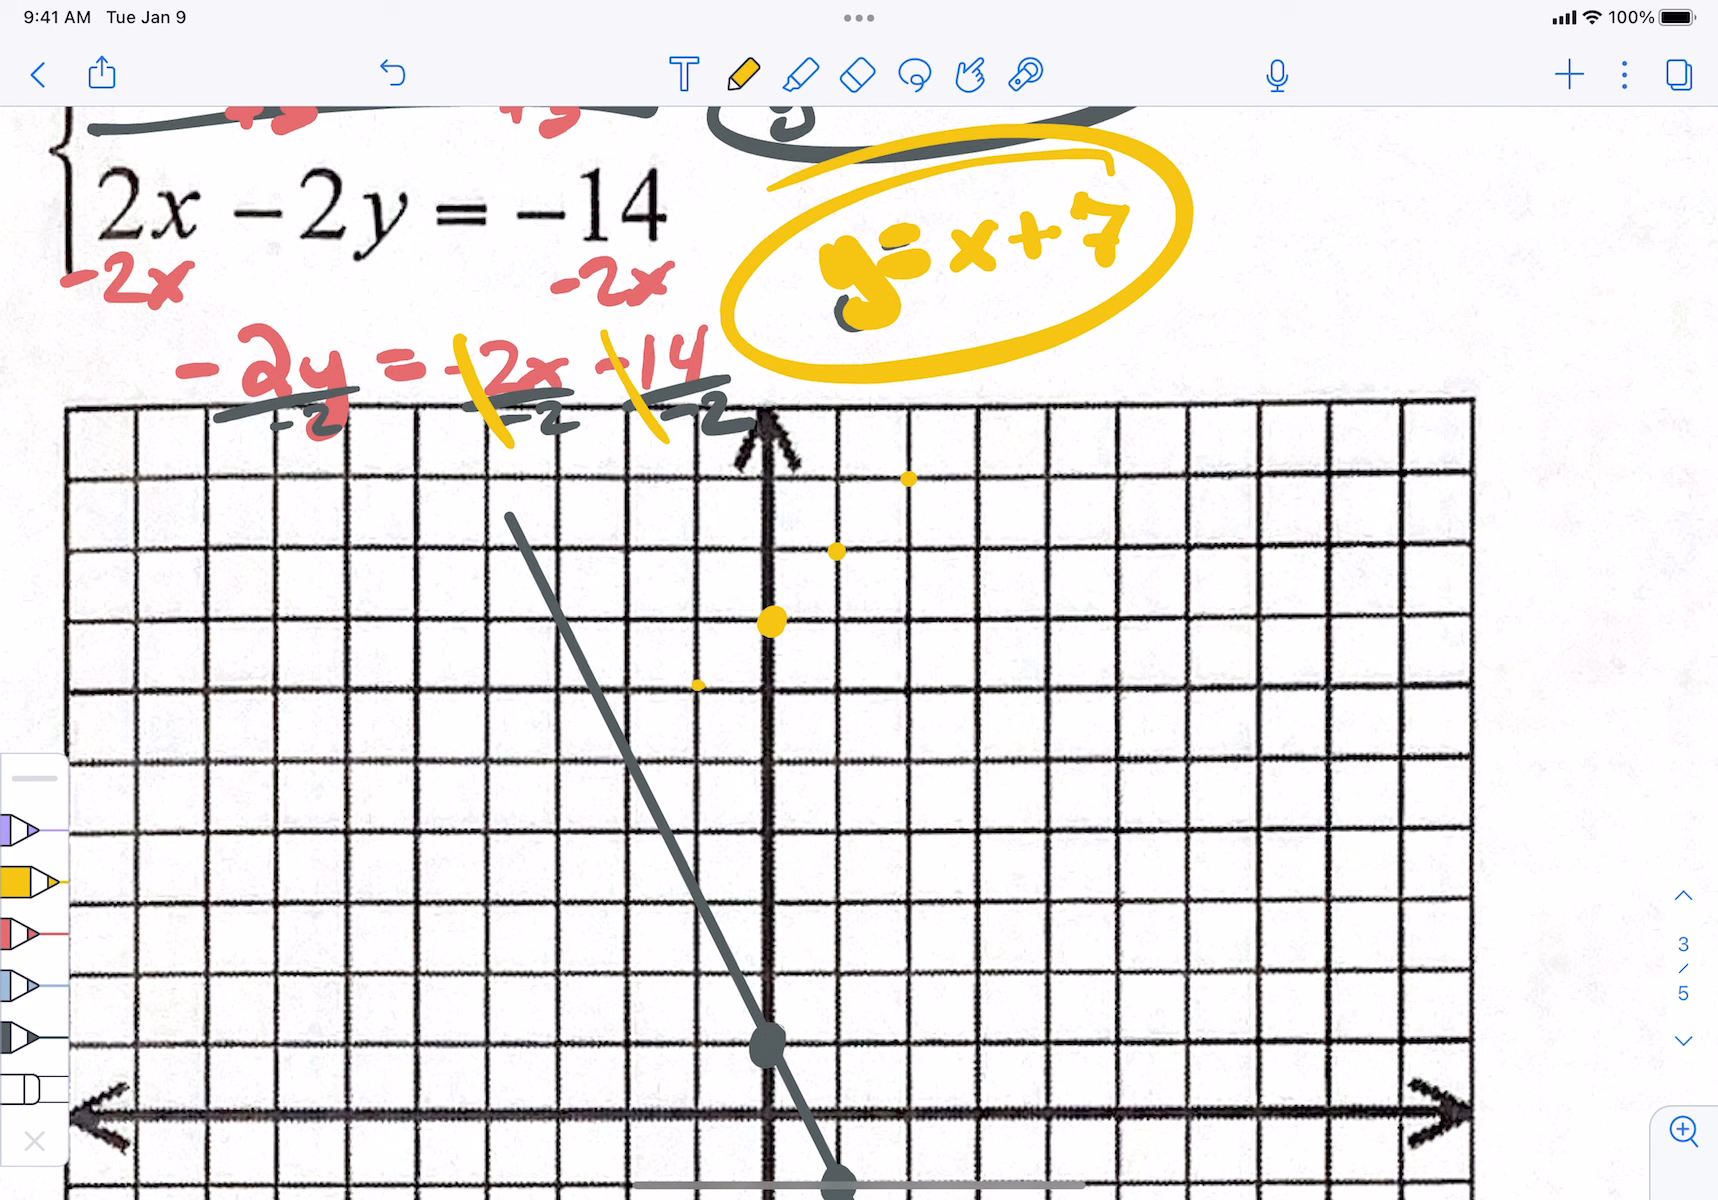 9:41 AM Tue Jan 9
100%
2x − 2y = −14
-2x -2x
y = x + 7
-2y = -2x -14
-2 -2 -2
3
/
5